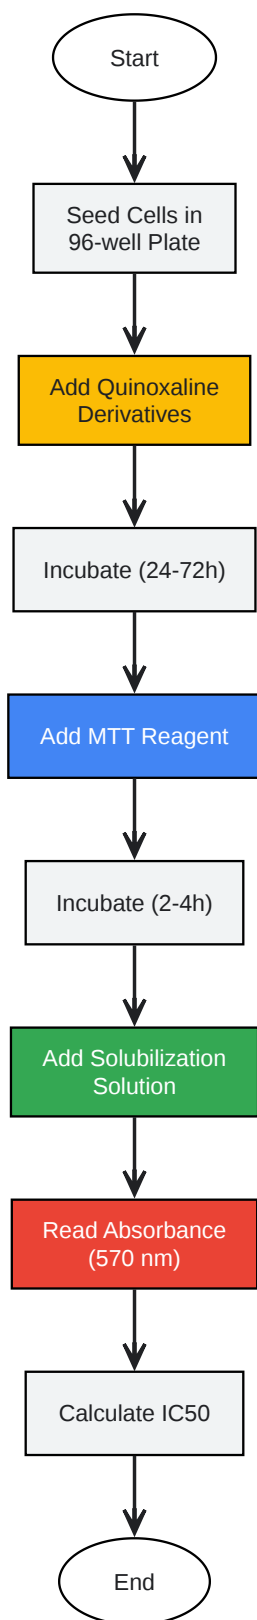 Start
Seed Cells in
96-well Plate
Add Quinoxaline
Derivatives
Incubate (24-72h)
Add MTT Reagent
Incubate (2-4h)
Add Solubilization
Solution
Read Absorbance
(570 nm)
Calculate IC50
End